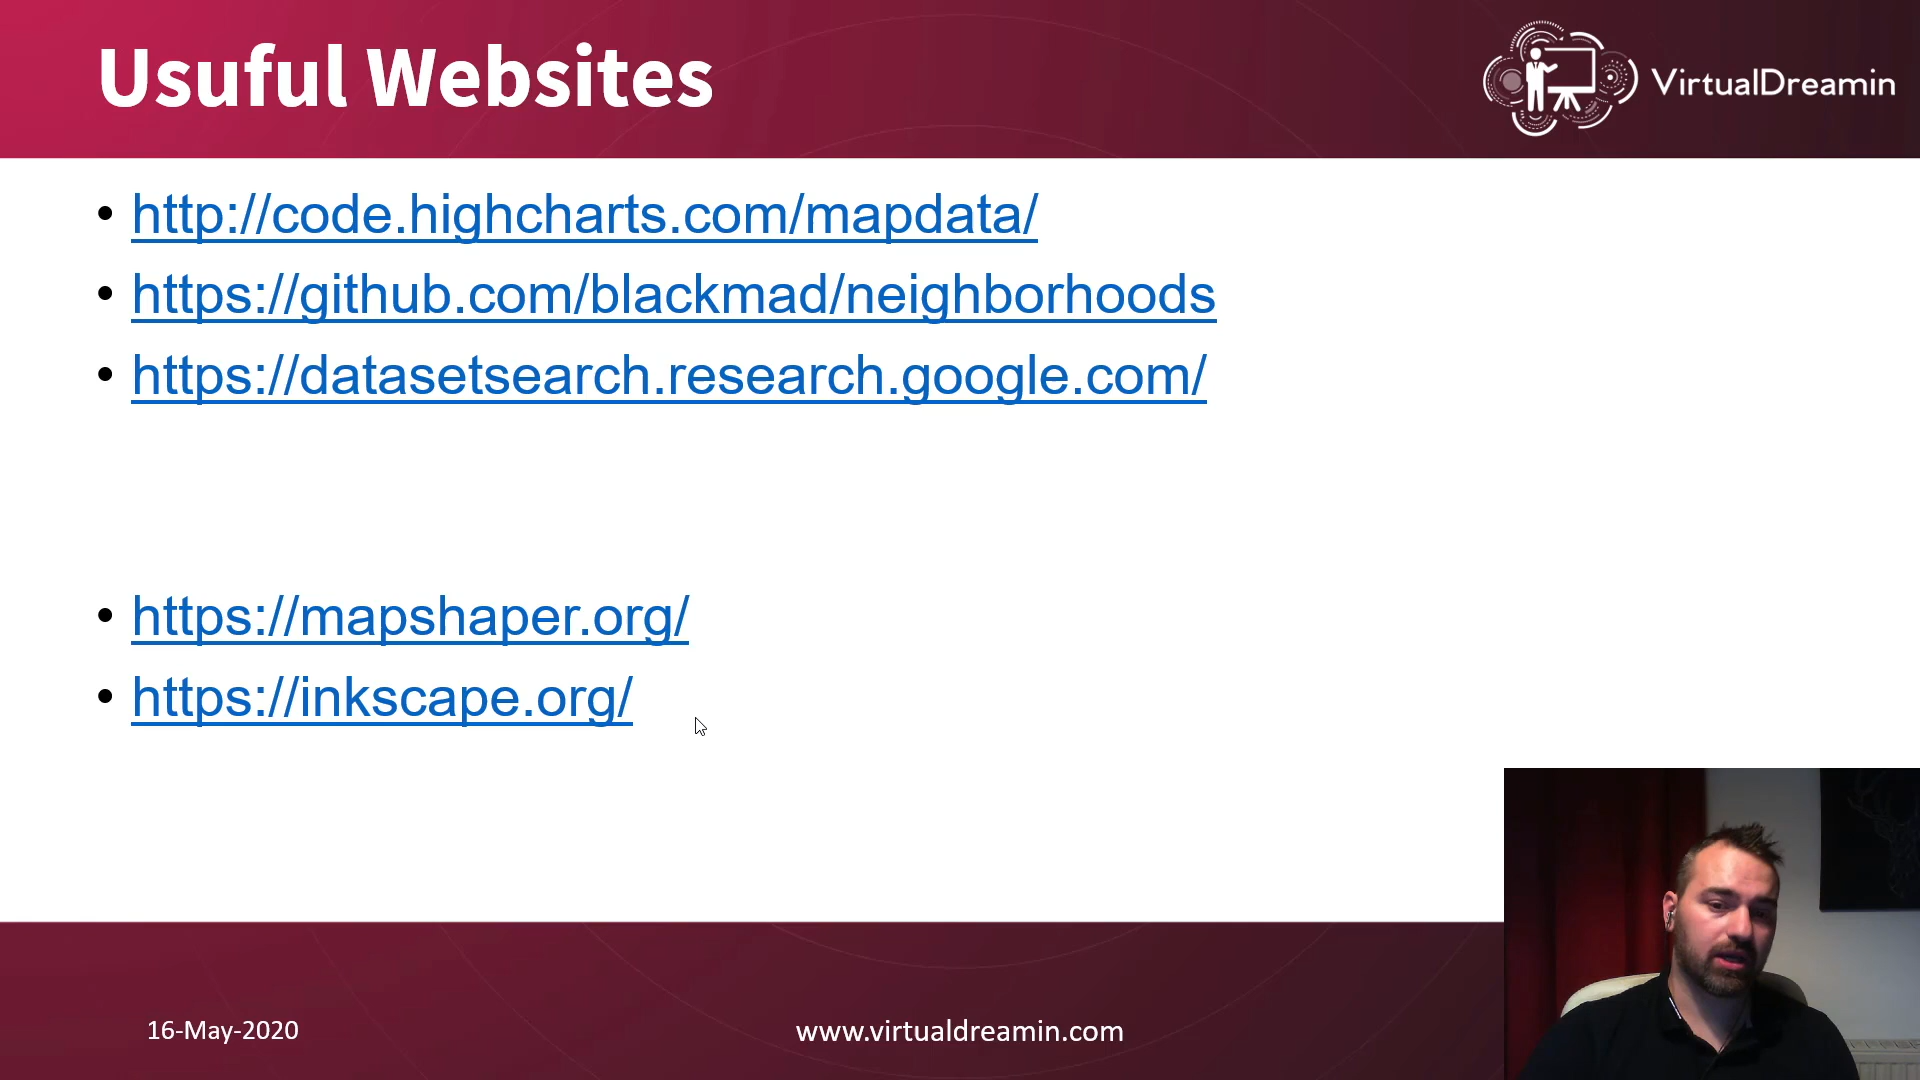 Usuful Websites
VirtualDreamin
• http://code.highcharts.com/mapdata/
• https://github.com/blackmad/neighborhoods
• https://datasetsearch.research.google.com/
• https://mapshaper.org/
• https://inkscape.org/
16-May-2020
www.virtualdreamin.com